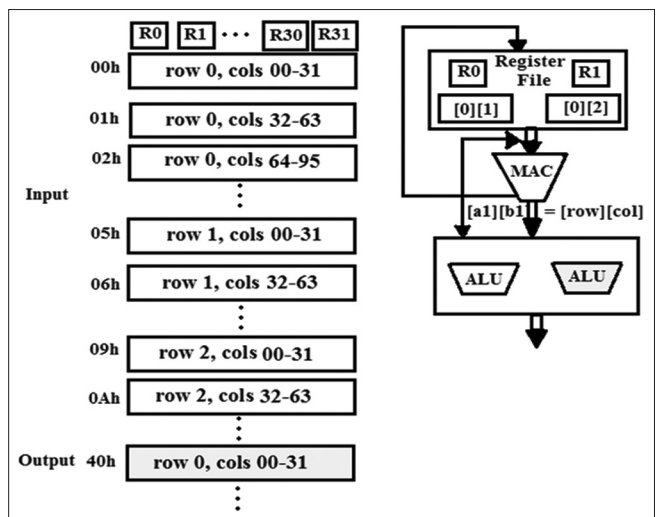 R0 R1 ··· R30 R31
00h row 0, cols 00-31
01h row 0, cols 32-63
02h row 0, cols 64-95
Input
05h row 1, cols 00-31
06h row 1, cols 32-63
09h row 2, cols 00-31
0Ah row 2, cols 32-63
Output 40h row 0, cols 00-31
Register
File
R0 R1
[0][1] [0][2]
MAC
[a1][b1] = [row][col]
ALU ALU